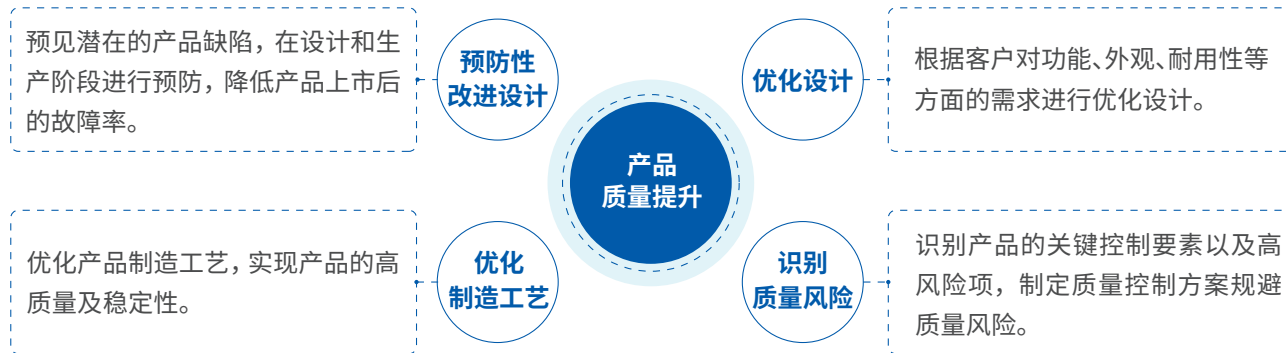 预见潜在的产品缺陷，在设计和生
产阶段进行预防，降低产品上市后
的故障率。
预防性
改进设计
优化设计
根据客户对功能、外观、耐用性等
方面的需求进行优化设计。
产品
质量提升
优化产品制造工艺，实现产品的高
质量及稳定性。
优化
制造工艺
识别
质量风险
识别产品的关键控制要素以及高
风险项，制定质量控制方案规避
质量风险。